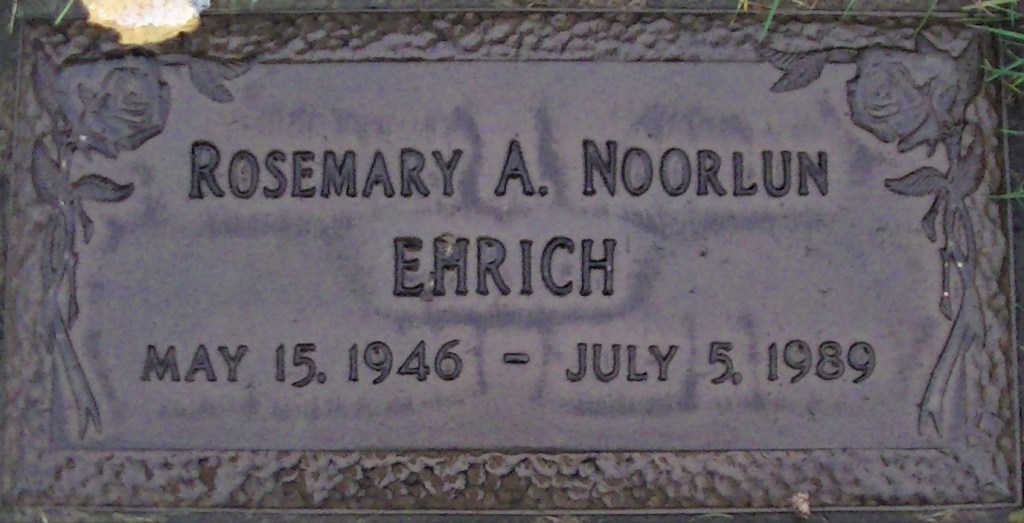 ROSEMARY A. NOORLUN
EHRICH
MAY 15, 1946 - JULY 5, 1989